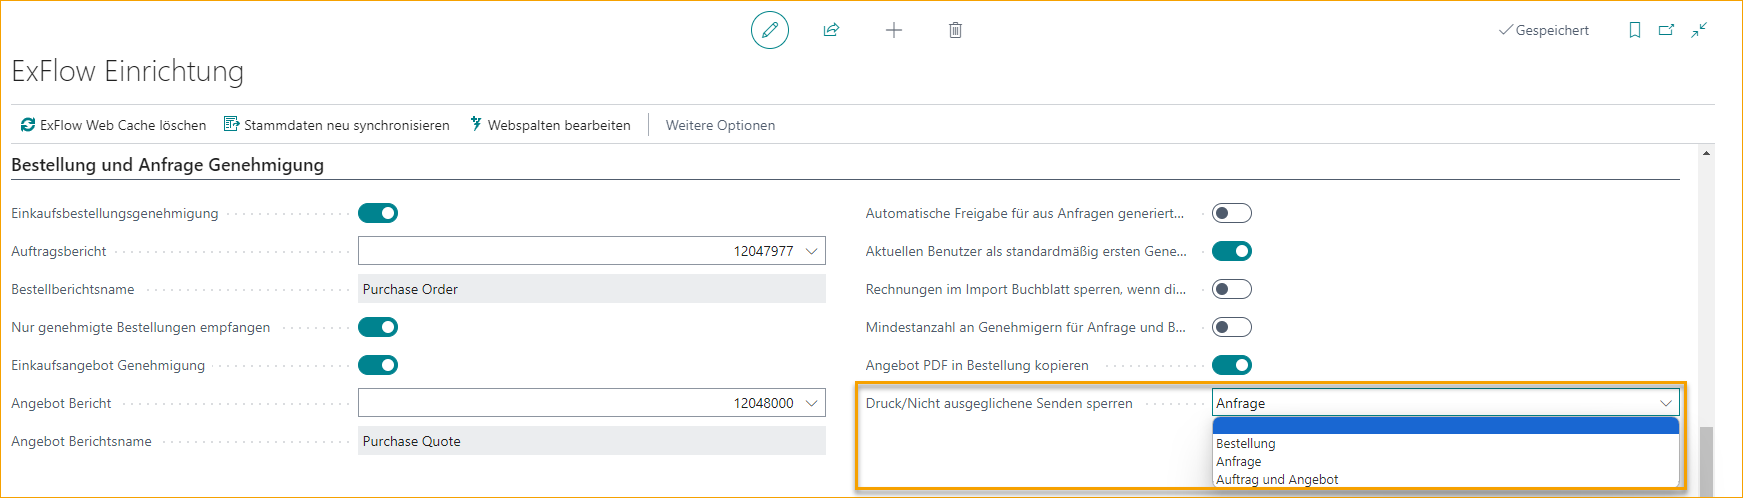 Gespeichert
ExFlow Einrichtung
ExFlow Web Cache löschen Stammdaten neu synchronisieren Webspalten bearbeiten Weitere Optionen
Bestellung und Anfrage Genehmigung
Einkaufsbestellungsgenehmigung
Auftragsbericht 12047977
Bestellberichtsname Purchase Order
Nur genehmigte Bestellungen empfangen
Einkaufsangebot Genehmigung
Angebot Bericht 12048000
Angebot Berichtsname Purchase Quote
Automatische Freigabe für aus Anfragen generiert...
Aktuellen Benutzer als standardmäßig ersten Gene...
Rechnungen im Import Buchblatt sperren, wenn di...
Mindestanzahl an Genehmigern für Anfrage und B...
Angebot PDF in Bestellung kopieren
Druck/Nicht ausgeglichene Senden sperren Anfrage
Bestellung
Anfrage
Auftrag und Angebot